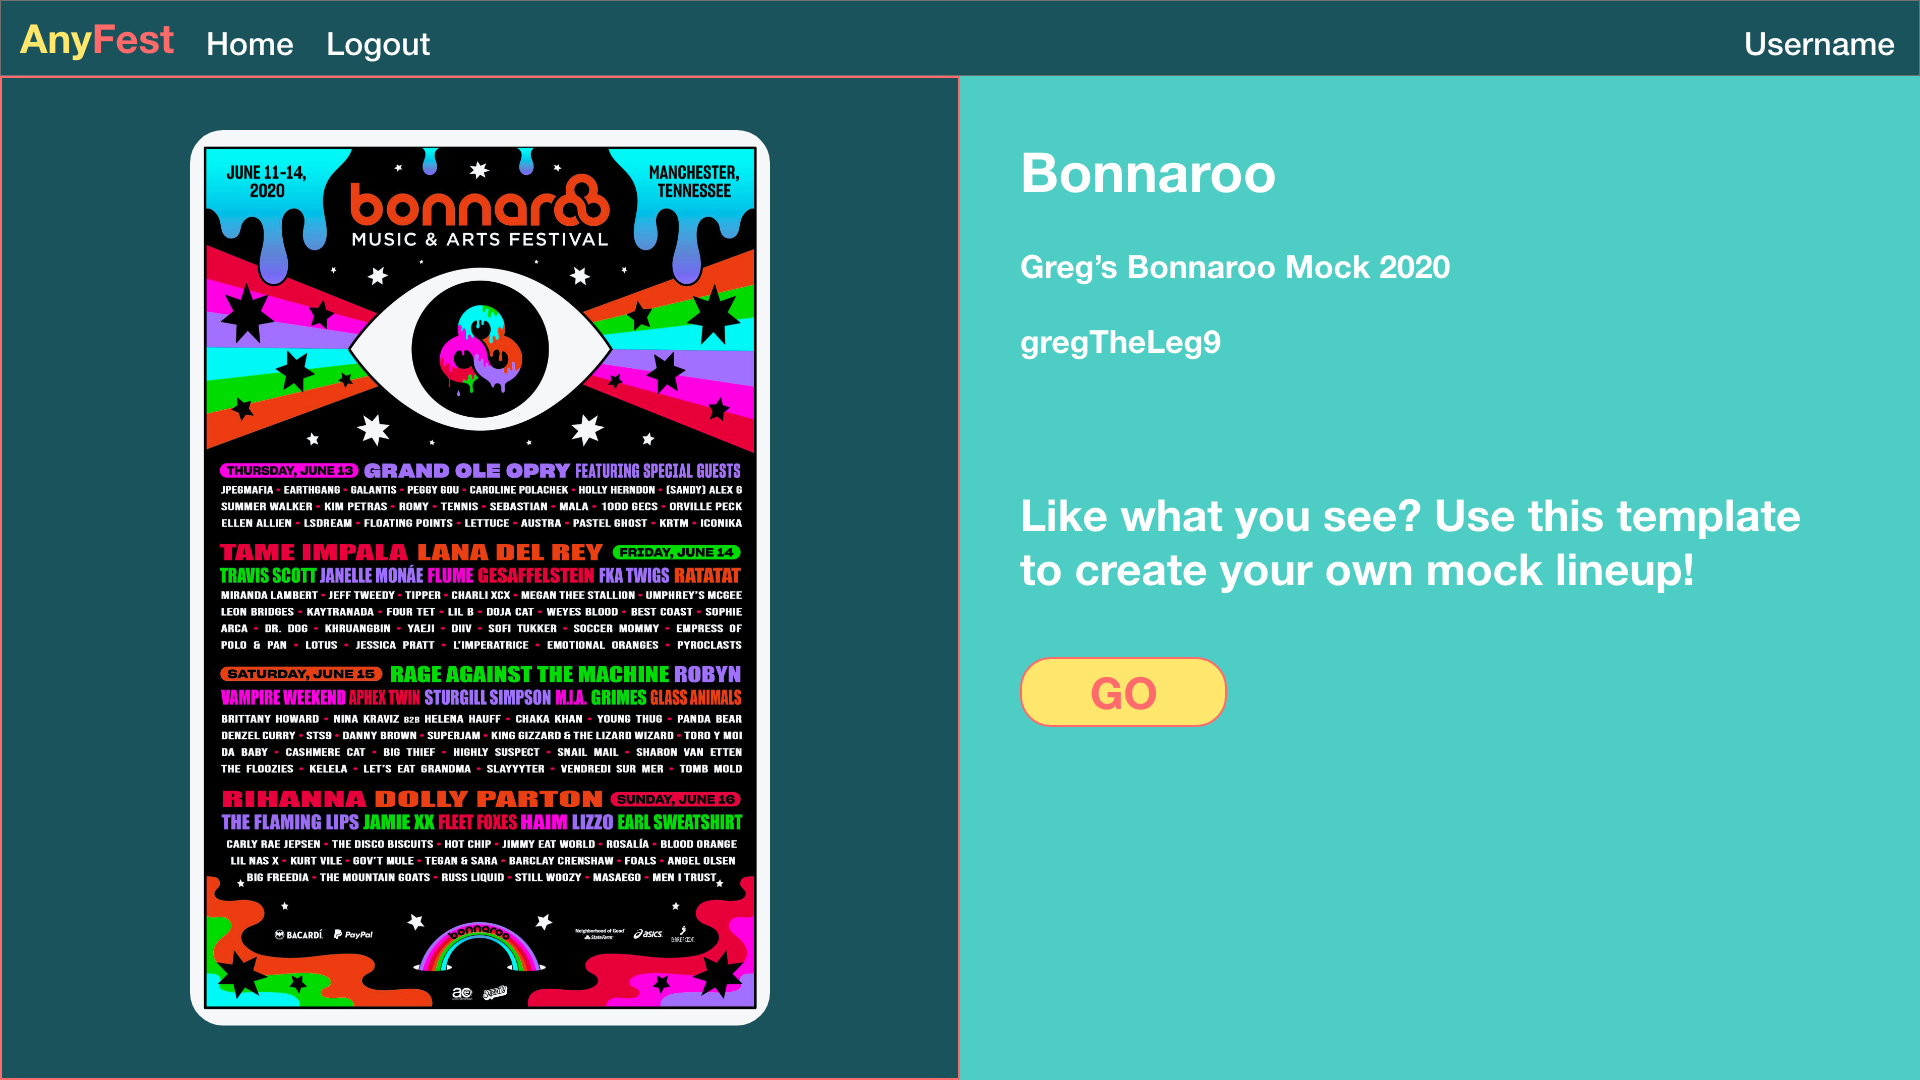 AnyFest Home Logout Username
JUNE 11-14,
2020
MANCHESTER,
TENNESSEE
bonnaroo
MUSIC & ARTS FESTIVAL
THURSDAY, JUNE 13 GRAND OLE OPRY FEATURING SPECIAL GUESTS
JPEGMAFIA - EARTHGANG - GALANTIS - PEGGY GOU - CAROLINE POLACHEK - HOLLY HERNDON - (SANDY) ALEX G
SUMMER WALKER - KIM PETRAS - ROMY - TENNIS - SEBASTIAN - MALA - 1000 GECS - ORVILLE PECK
ELLEN ALLIEN - LSDREAM - FLOATING POINTS - LETTUCE - AUSTRA - PASTEL GHOST - KRTM - ICONIKA
TAME IMPALA LANA DEL REY FRIDAY, JUNE 14
TRAVIS SCOTT JANELLE MONÁE FLUME GESAFFELSTEIN FKA TWIGS RATATAT
MIRANDA LAMBERT - JEFF TWEEDY - TIPPER - CHARLI XCX - MEGAN THEE STALLION - UMPHREY'S MCGEE
LEON BRIDGES - KAYTRANADA - FOUR TET - LIL B - DOJA CAT - WEYES BLOOD - BEST COAST - SOPHIE
ARCA - DR. DOG - KHRUANGBIN - YAEJI - DIIV - SOFI TUKKER - SOCCER MOMMY - EMPRESS OF
POLO & PAN - LOTUS - JESSICA PRATT - L'IMPERATRICE - EMOTIONAL ORANGES - PYROCLASTS
SATURDAY, JUNE 15 RAGE AGAINST THE MACHINE ROBYN
VAMPIRE WEEKEND APHEX TWIN STURGILL SIMPSON M.I.A. GRIMES GLASS ANIMALS
BRITTANY HOWARD - NINA KRAVIZ B2B HELENA HAUFF - CHAKA KHAN - YOUNG THUG - PANDA BEAR
DENZEL CURRY - STS9 - DANNY BROWN - SUPERJAM - KING GIZZARD & THE LIZARD WIZARD - TORO Y MOI
DA BABY - CASHMERE CAT - BIG THIEF - HIGHLY SUSPECT - SNAIL MAIL - SHARON VAN ETTEN
THE FLOOZIES - KELELA - LET'S EAT GRANDMA - SLAYYYTER - VENDREDI SUR MER - TOMB MOLD
RIHANNA DOLLY PARTON SUNDAY, JUNE 16
THE FLAMING LIPS JAMIE XX FLEET FOXES HAIM LIZZO EARL SWEATSHIRT
CARLY RAE JEPSEN - THE DISCO BISCUITS - HOT CHIP - JIMMY EAT WORLD - ROSALÍA - BLOOD ORANGE
LIL NAS X - KURT VILE - GOV'T MULE - TEGAN & SARA - BARCLAY CRENSHAW - FOALS - ANGEL OLSEN
BIG FREEDIA - THE MOUNTAIN GOATS - RUSS LIQUID - STILL WOOZY - MASAEGO - MEN I TRUST
BACARDÍ. PayPal
bonnaroo
Neighborhood of Good
StateFarm
asics
BAREFOOT
Bonnaroo
Greg’s Bonnaroo Mock 2020
gregTheLeg9
Like what you see? Use this template
to create your own mock lineup!
GO